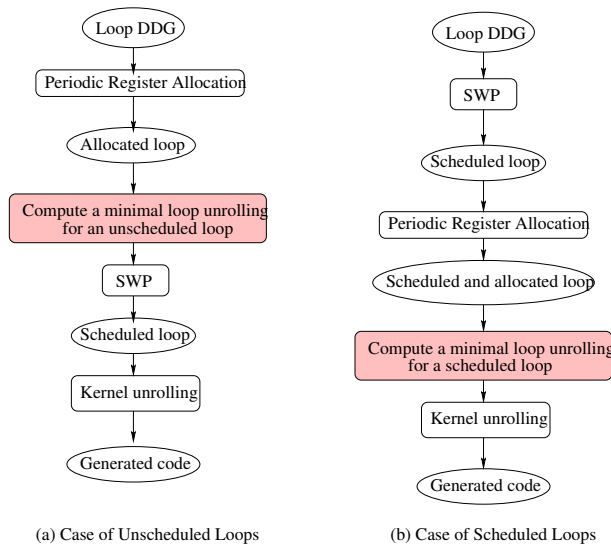 Loop DDG
Periodic Register Allocation
Allocated loop
Compute a minimal loop unrolling
for an unscheduled loop
SWP
Scheduled loop
Kernel unrolling
Generated code
(a) Case of Unscheduled Loops
Loop DDG
SWP
Scheduled loop
Periodic Register Allocation
Scheduled and allocated loop
Compute a minimal loop unrolling
for a scheduled loop
Kernel unrolling
Generated code
(b) Case of Scheduled Loops